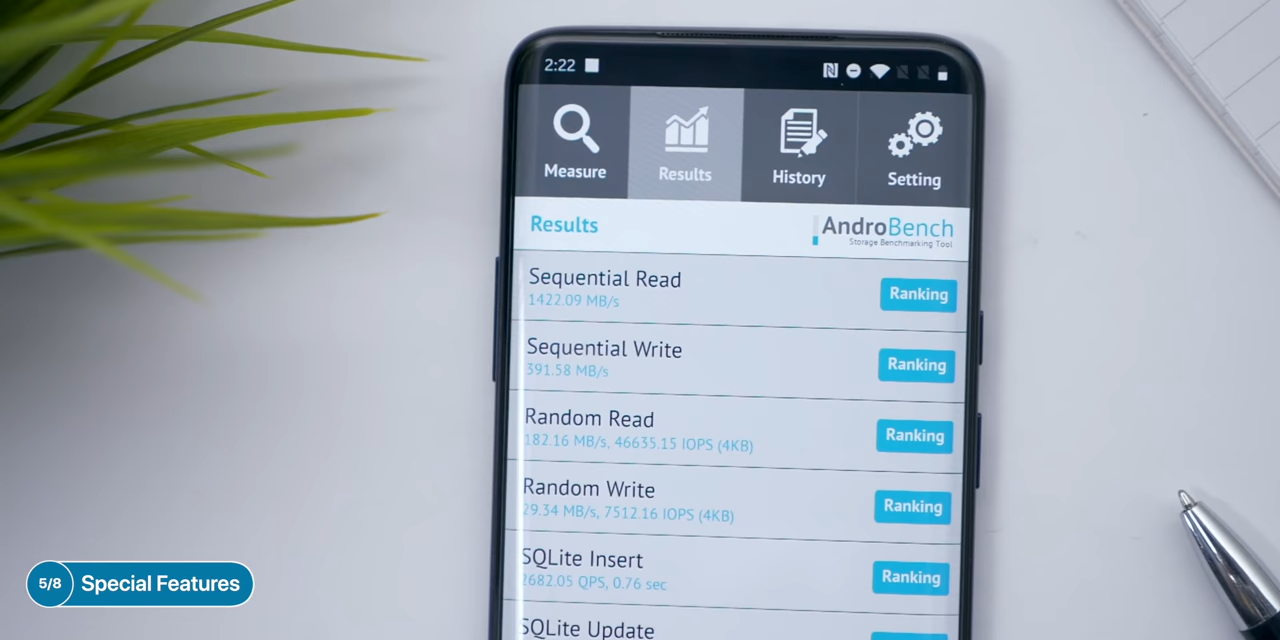 2:22
Measure
Results
History
Setting
Results
AndroBench
Storage Benchmarking Tool
Sequential Read
1422.09 MB/s
Ranking
Sequential Write
391.58 MB/s
Ranking
Random Read
182.16 MB/s, 46635.15 IOPS (4KB)
Ranking
Random Write
29.34 MB/s, 7512.16 IOPS (4KB)
Ranking
SQLite Insert
2682.05 QPS, 0.76 sec
Ranking
SQLite Update
5/8 Special Features